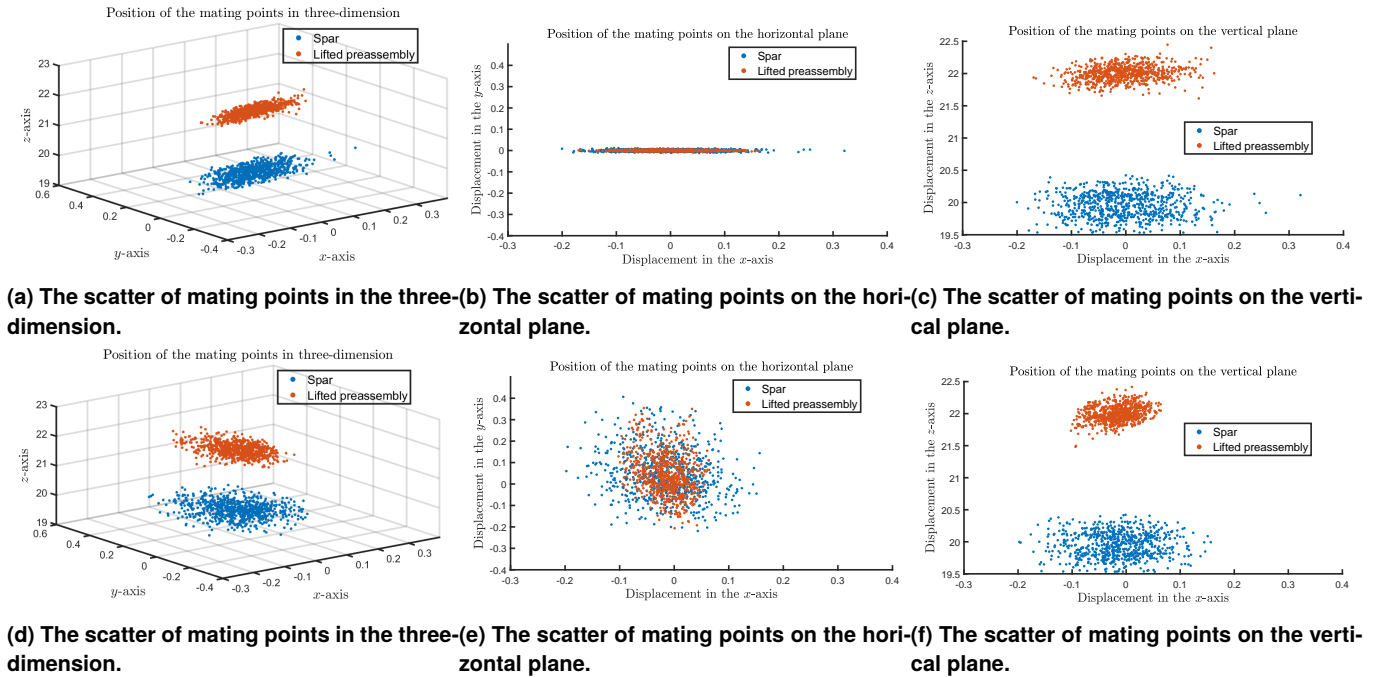 Position of the mating points in three-dimension
Spar
Lifted preassembly
23
22
21
20
19
z-axis
0.6
0.4
0.2
0
-0.2
-0.4
y-axis
-0.3
-0.2
-0.1
0
0.1
0.2
0.3
x-axis
Position of the mating points on the horizontal plane
Spar
Lifted preassembly
0.4
0.3
0.2
0.1
0
-0.1
-0.2
-0.3
-0.4
Displacement in the y-axis
-0.3
-0.2
-0.1
0
0.1
0.2
0.3
0.4
Displacement in the x-axis
Position of the mating points on the vertical plane
22.5
22
21.5
21
20.5
20
19.5
Displacement in the z-axis
Spar
Lifted preassembly
-0.3
-0.2
-0.1
0
0.1
0.2
0.3
0.4
Displacement in the x-axis
(a) The scatter of mating points in the three-
dimension.
(b) The scatter of mating points on the hori-
zontal plane.
(c) The scatter of mating points on the verti-
cal plane.
Position of the mating points in three-dimension
Spar
Lifted preassembly
23
22
21
20
19
z-axis
0.6
0.4
0.2
0
-0.2
-0.4
y-axis
-0.3
-0.2
-0.1
0
0.1
0.2
0.3
x-axis
Position of the mating points on the horizontal plane
Spar
Lifted preassembly
0.4
0.3
0.2
0.1
0
-0.1
-0.2
-0.3
-0.4
Displacement in the y-axis
-0.3
-0.2
-0.1
0
0.1
0.2
0.3
0.4
Displacement in the x-axis
Position of the mating points on the vertical plane
22.5
22
21.5
21
20.5
20
19.5
Displacement in the z-axis
Spar
Lifted preassembly
-0.3
-0.2
-0.1
0
0.1
0.2
0.3
0.4
Displacement in the x-axis
(d) The scatter of mating points in the three-
dimension.
(e) The scatter of mating points on the hori-
zontal plane.
(f) The scatter of mating points on the verti-
cal plane.